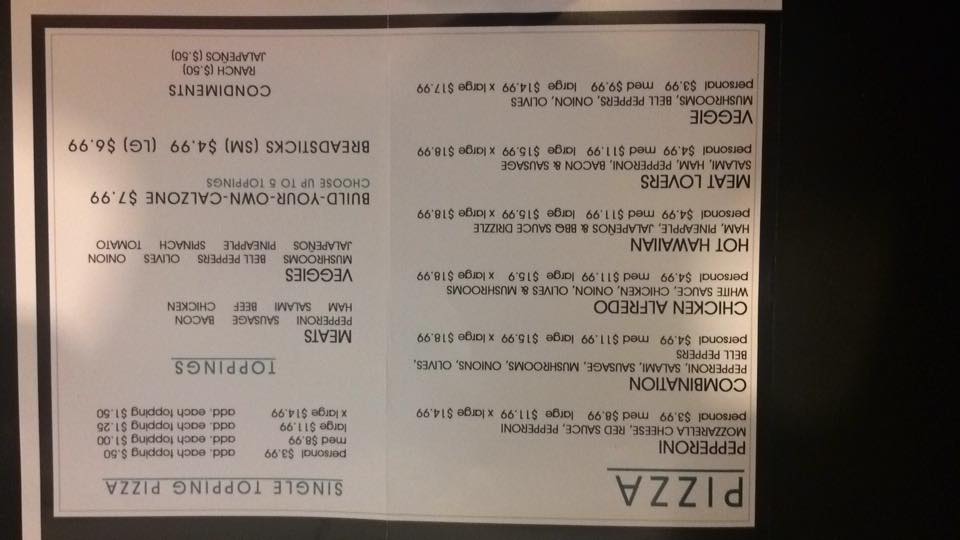 PIZZA
PEPPERONI
MOZZARELLA CHEESE, RED SAUCE, PEPPERONI
personal $3.99 med $8.99 large $11.99 x large $14.99
COMBINATION
PEPPERONI, SALAMI, SAUSAGE, MUSHROOMS, ONIONS, OLIVES,
BELL PEPPERS
personal $4.99 med $11.99 large $15.99 x large $18.99
CHICKEN ALFREDO
WHITE SAUCE, CHICKEN, ONION, OLIVES & MUSHROOMS
personal $4.99 med $11.99 large $15.9 x large $18.99
HOT HAWAIIAN
HAM, PINEAPPLE, JALAPEÑOS & BBQ SAUCE DRIZZLE
personal $4.99 med $11.99 large $15.99 x large $18.99
MEAT LOVERS
SALAMI, HAM, PEPPERONI, BACON & SAUSAGE
personal $4.99 med $11.99 large $15.99 x large $18.99
VEGGIE
MUSHROOMS, BELL PEPPERS, ONION, OLIVES
personal $3.99 med $9.99 large $14.99 x large $17.99
SINGLE TOPPING PIZZA
personal $3.99 add. each topping $.50
med $8.99 add. each topping $1.00
large $11.99 add. each topping $1.25
x large $14.99 add. each topping $1.50
TOPPINGS
MEATS
PEPPERONI SAUSAGE BACON
HAM SALAMI BEEF CHICKEN
VEGGIES
MUSHROOMS BELL PEPPERS OLIVES ONION
JALAPEÑOS PINEAPPLE SPINACH TOMATO
BUILD-YOUR-OWN-CALZONE $7.99
CHOOSE UP TO 5 TOPPINGS
BREADSTICKS (SM) $4.99 (LG) $6.99
CONDIMENTS
RANCH ($.50)
JALAPEÑOS ($.50)